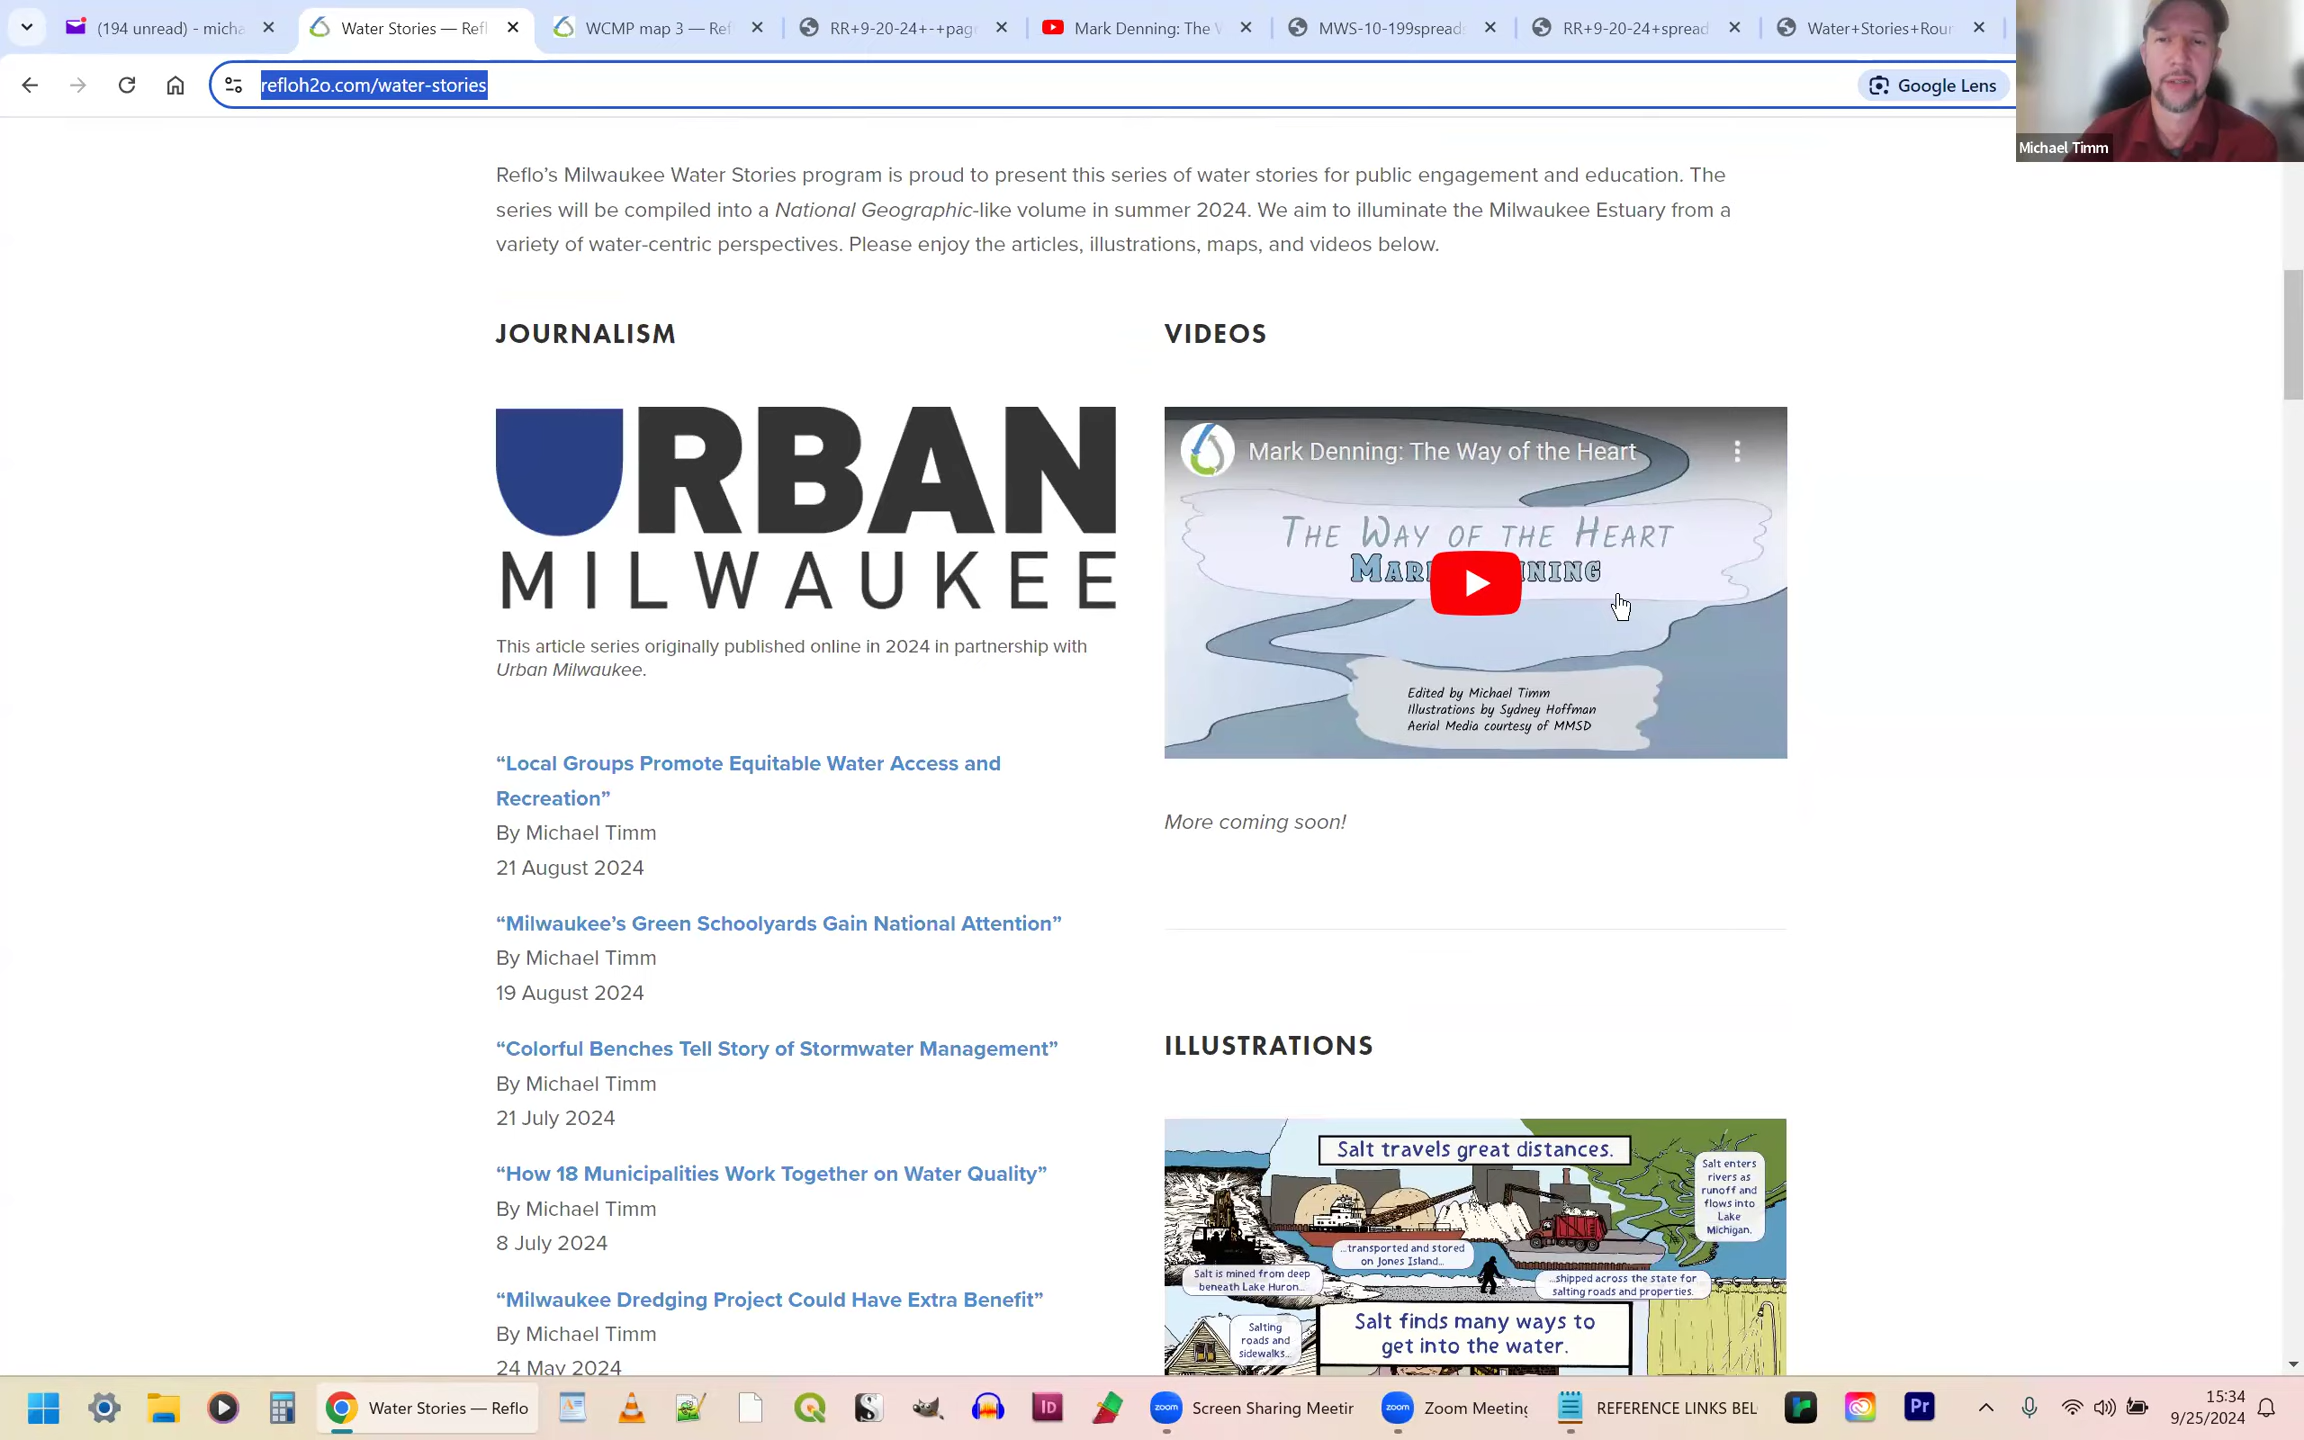 (194 unread) - micha
Water Stories — Refl
WCMP map 3 — Ref
RR+9-20-24+-+pag
Mark Denning: The
MWS-10-199spread
RR+9-20-24+spread
Water+Stories+Roun
refloh2o.com/water-stories
Google Lens
Michael Timm
Reflo’s Milwaukee Water Stories program is proud to present this series of water stories for public engagement and education. The
series will be compiled into a National Geographic-like volume in summer 2024. We aim to illuminate the Milwaukee Estuary from a
variety of water-centric perspectives. Please enjoy the articles, illustrations, maps, and videos below.
JOURNALISM
URBAN
MILWAUKEE
This article series originally published online in 2024 in partnership with
Urban Milwaukee.
“Local Groups Promote Equitable Water Access and
Recreation”
By Michael Timm
21 August 2024
“Milwaukee’s Green Schoolyards Gain National Attention”
By Michael Timm
19 August 2024
“Colorful Benches Tell Story of Stormwater Management”
By Michael Timm
21 July 2024
“How 18 Municipalities Work Together on Water Quality”
By Michael Timm
8 July 2024
“Milwaukee Dredging Project Could Have Extra Benefit”
By Michael Timm
24 May 2024
VIDEOS
Mark Denning: The Way of the Heart
THE WAY OF THE HEART
Edited by Michael Timm
Illustrations by Sydney Hoffman
Aerial Media courtesy of MMSD
More coming soon!
ILLUSTRATIONS
Salt travels great distances.
Salt enters
rivers as
runoff and
flows into
Lake
Michigan.
...transported and stored
on Jones Island...
Salt is mined from deep
beneath Lake Huron...
...shipped across the state for
salting roads and properties.
Salt finds many ways to
get into the water.
Salting
roads and
sidewalks...
Water Stories — Reflo
ID
zoom
Screen Sharing Meetin
zoom
Zoom Meeting
REFERENCE LINKS BEL
Pr
15:34
9/25/2024